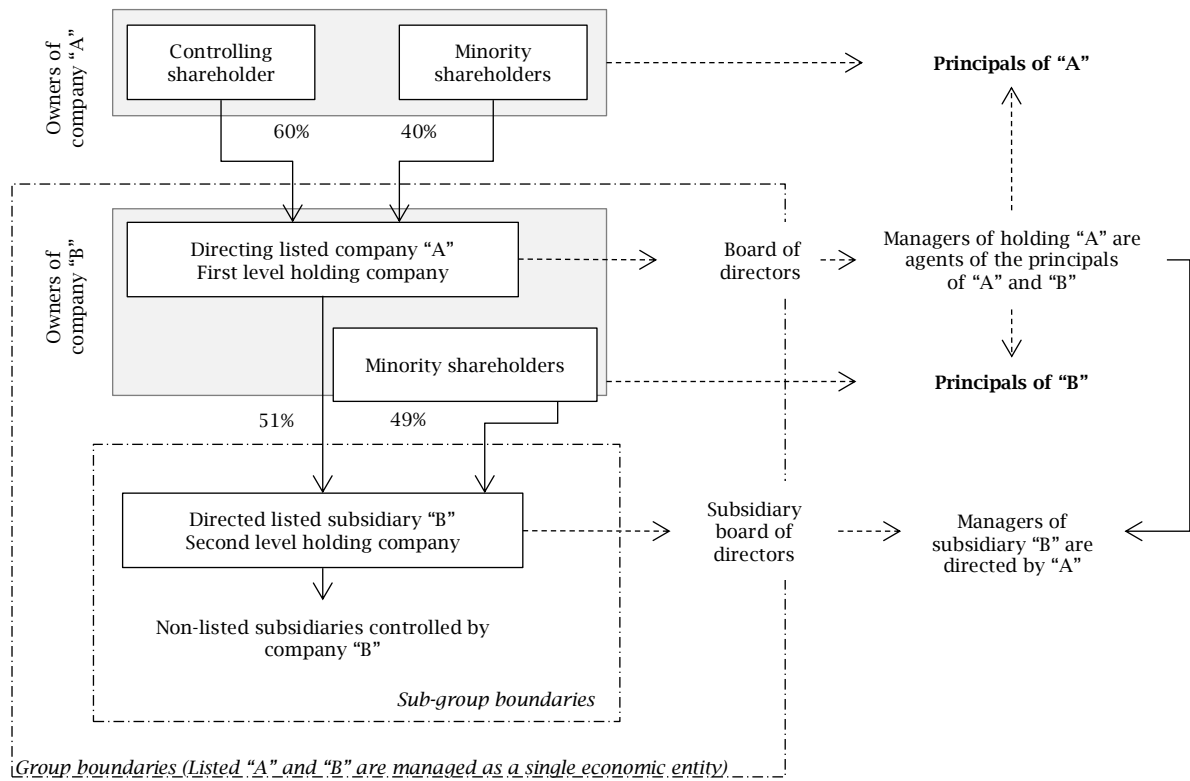 Owners of
company “A”
Controlling
shareholder
Minority
shareholders
Principals of “A”
60%
40%
Owners of
company “B”
Directing listed company “A”
First level holding company
Board of
directors
Managers of holding “A” are
agents of the principals
of “A” and “B”
Minority shareholders
Principals of “B”
51%
49%
Directed listed subsidiary “B”
Second level holding company
Subsidiary
board of
directors
Managers of
subsidiary “B” are
directed by “A”
Non-listed subsidiaries controlled by
company “B”
Sub-group boundaries
Group boundaries (Listed “A” and “B” are managed as a single economic entity)